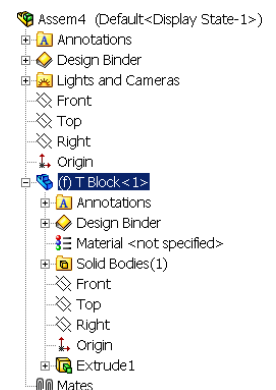 Assem4 (Default<Display State-1>)
Annotations
Design Binder
Lights and Cameras
Front
Top
Right
Origin
(f) T Block<1>
Annotations
Design Binder
Material <not specified>
Solid Bodies(1)
Front
Top
Right
Origin
Extrude1
Mates